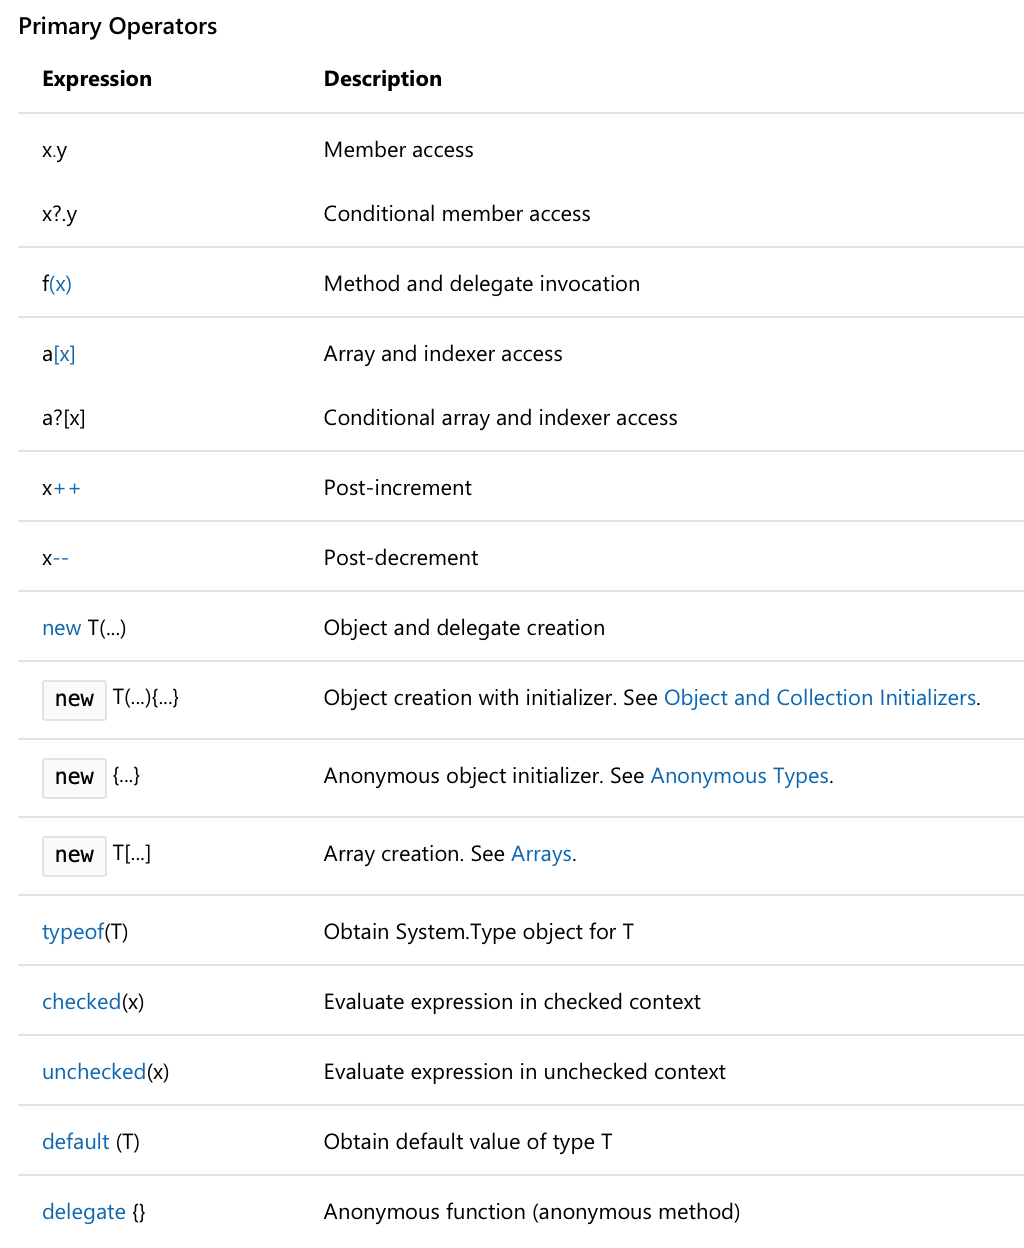 Primary Operators
Expression Description
x.y Member access
x?.y Conditional member access
f(x) Method and delegate invocation
a[x] Array and indexer access
a?[x] Conditional array and indexer access
x++ Post-increment
x-- Post-decrement
new T(...) Object and delegate creation
new T(...){...} Object creation with initializer. See Object and Collection Initializers.
new {...} Anonymous object initializer. See Anonymous Types.
new T[...] Array creation. See Arrays.
typeof(T) Obtain System.Type object for T
checked(x) Evaluate expression in checked context
unchecked(x) Evaluate expression in unchecked context
default (T) Obtain default value of type T
delegate {} Anonymous function (anonymous method)